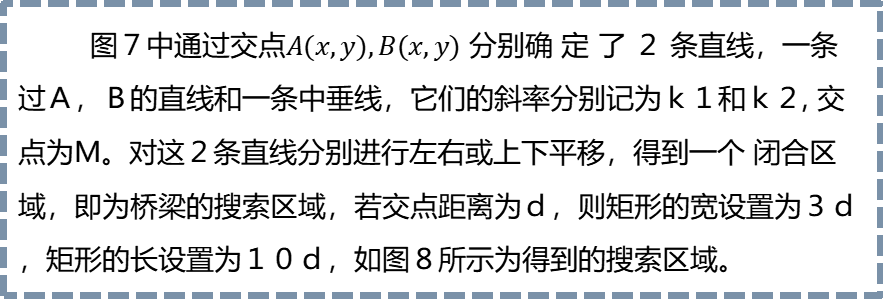 图７中通过交点A(x,y),B(x,y) 分别确 定 了 ２ 条直线，一条
过Ａ， Ｂ的直线和一条中垂线，它们的斜率分别记为ｋ１和ｋ２, 交
点为M。对这２条直线分别进行左右或上下平移，得到一个 闭合区
域，即为桥梁的搜索区域，若交点距离为ｄ，则矩形的宽设置为３ｄ
，矩形的长设置为１０ｄ，如图８所示为得到的搜索区域。